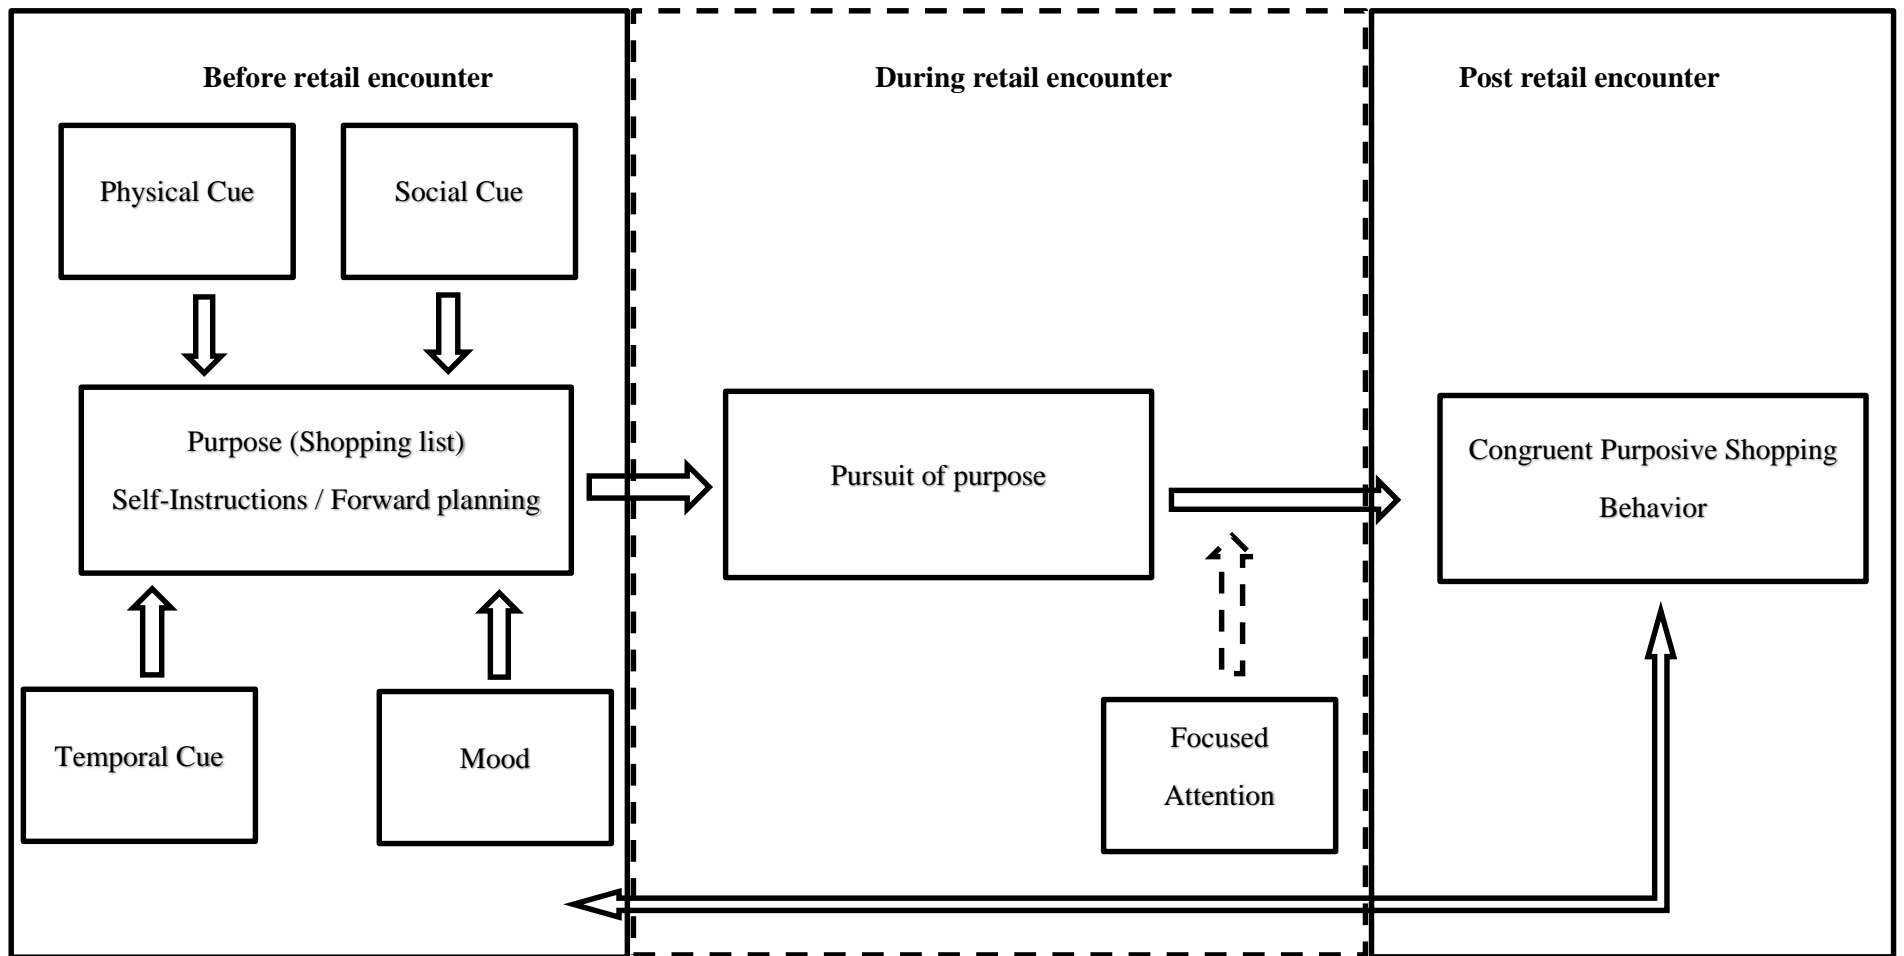 Before retail encounter
During retail encounter
Post retail encounter
Physical Cue
Social Cue
Purpose (Shopping list)
Self-Instructions / Forward planning
Pursuit of purpose
Congruent Purposive Shopping
Behavior
Temporal Cue
Mood
Focused
Attention